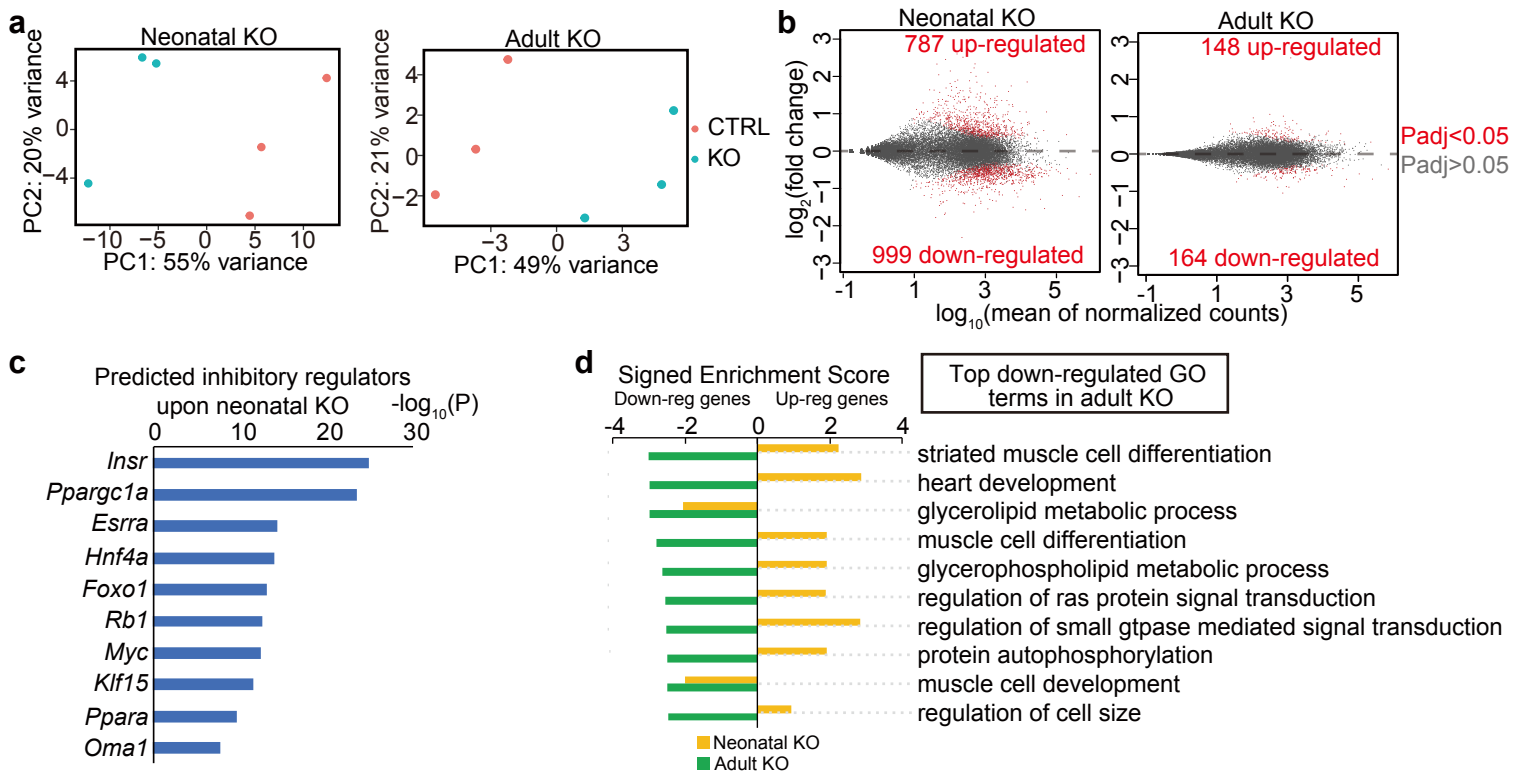 a
Neonatal KO
PC2: 20% variance
4
0
−4
−10
−5
0
5
10
PC1: 55% variance
Adult KO
PC2: 21% variance
4
2
0
−2
−3
0
3
PC1: 49% variance
CTRL
KO
b
Neonatal KO
787 up-regulated
999 down-regulated
log2(fold change)
3
2
1
0
−1
−2
−3
-1
1
3
5
Adult KO
148 up-regulated
164 down-regulated
3
2
1
0
−1
−2
−3
-1
1
3
5
log10(mean of normalized counts)
Padj<0.05
Padj>0.05
c
Predicted inhibitory regulators
upon neonatal KO
-log10(P)
0
10
20
30
Insr
Ppargc1a
Esrra
Hnf4a
Foxo1
Rb1
Myc
Klf15
Ppara
Oma1
d
Signed Enrichment Score
Down-reg genes
Up-reg genes
-4
-2
0
2
4
Top down-regulated GO
terms in adult KO
striated muscle cell differentiation
heart development
glycerolipid metabolic process
muscle cell differentiation
glycerophospholipid metabolic process
regulation of ras protein signal transduction
regulation of small gtpase mediated signal transduction
protein autophosphorylation
muscle cell development
regulation of cell size
Neonatal KO
Adult KO